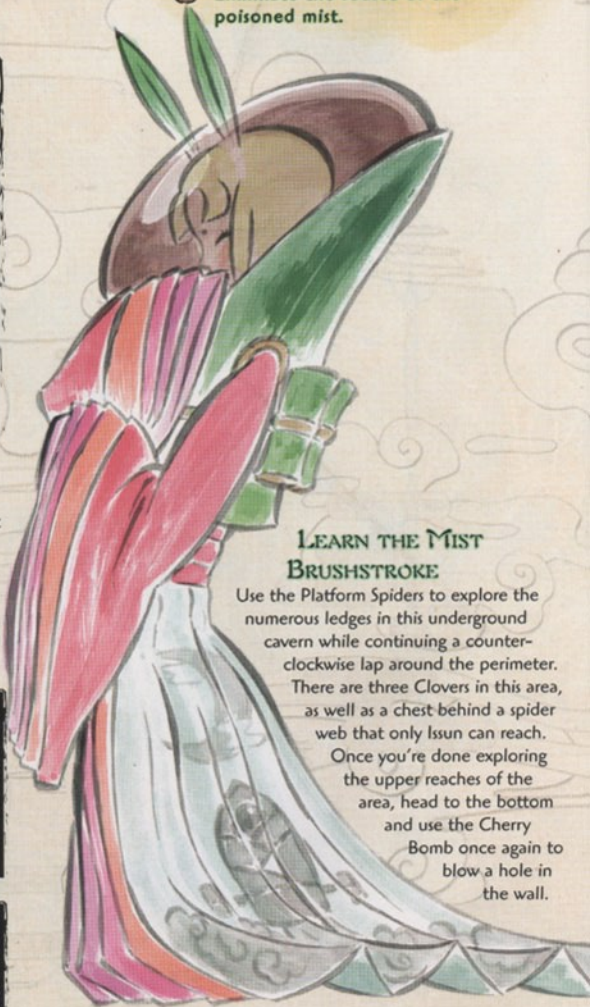 poisoned mist.
LEARN THE MIST
BRUSHSTROKE
Use the Platform Spiders to explore the
numerous ledges in this underground
cavern while continuing a counter-
clockwise lap around the perimeter.
There are three Clovers in this area,
as well as a chest behind a spider
web that only Issun can reach.
Once you're done exploring
the upper reaches of the
area, head to the bottom
and use the Cherry
Bomb once again to
blow a hole in
the wall.